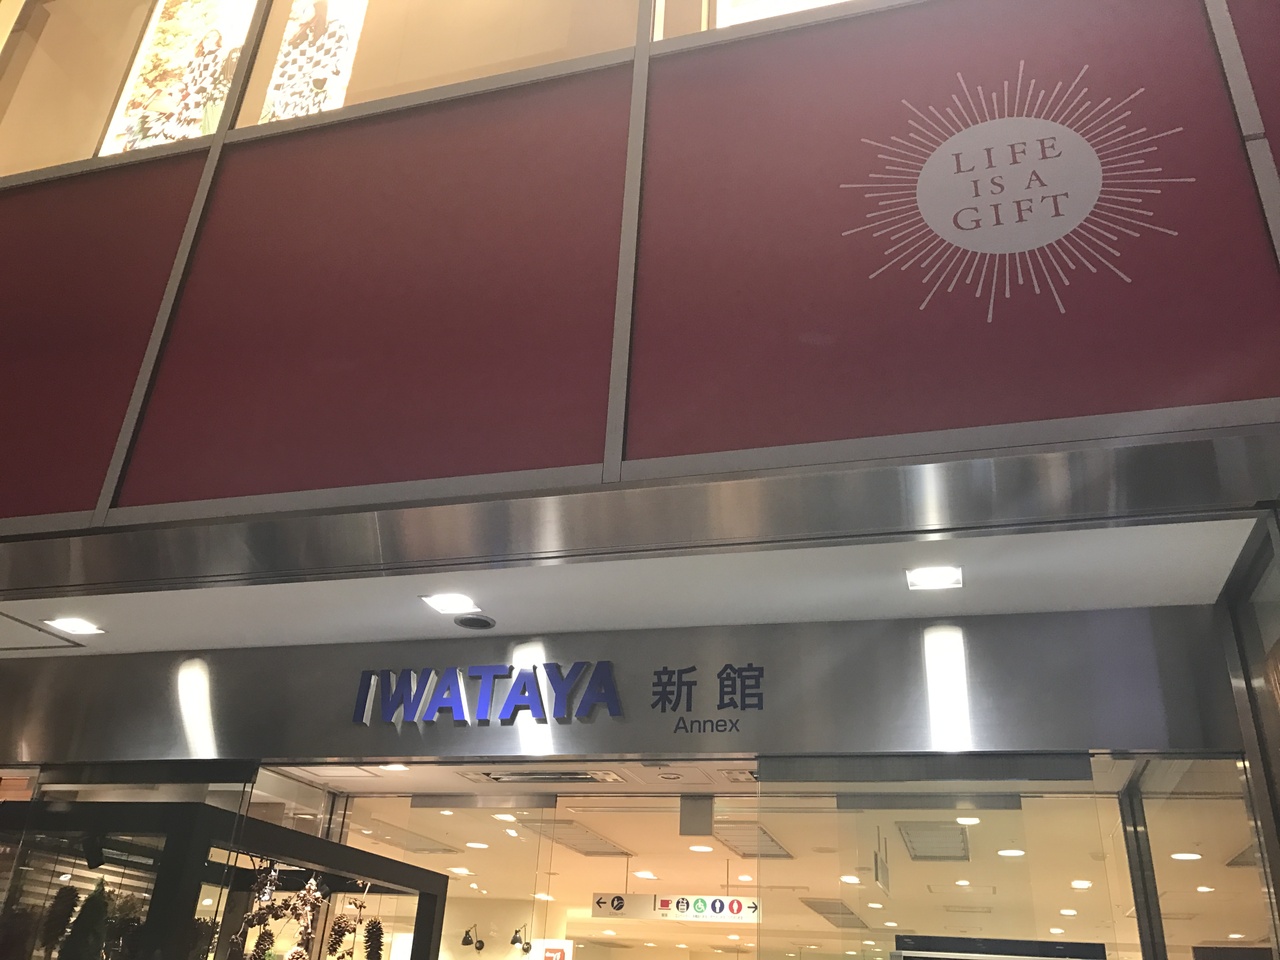 LIFE
IS A
GIFT
IWATAYA 新館
Annex